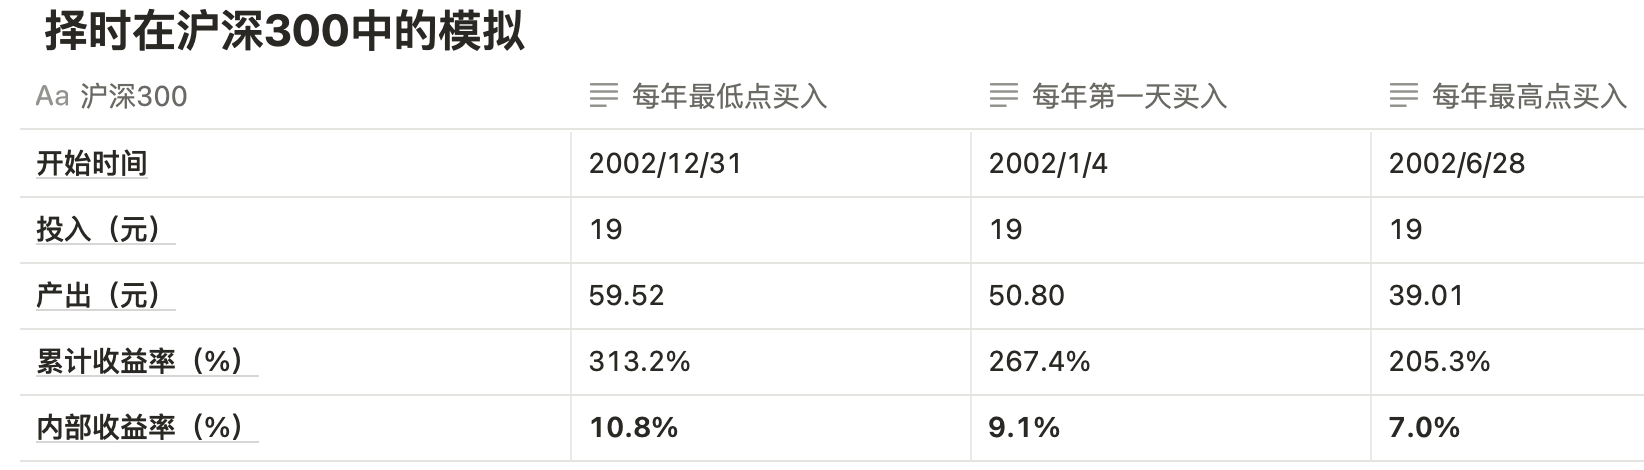 择时在沪深300中的模拟
Aa 沪深300 每年最低点买入 每年第一天买入 每年最高点买入
开始时间 2002/12/31 2002/1/4 2002/6/28
投入（元） 19 19 19
产出（元） 59.52 50.80 39.01
累计收益率（%） 313.2% 267.4% 205.3%
内部收益率（%） 10.8% 9.1% 7.0%